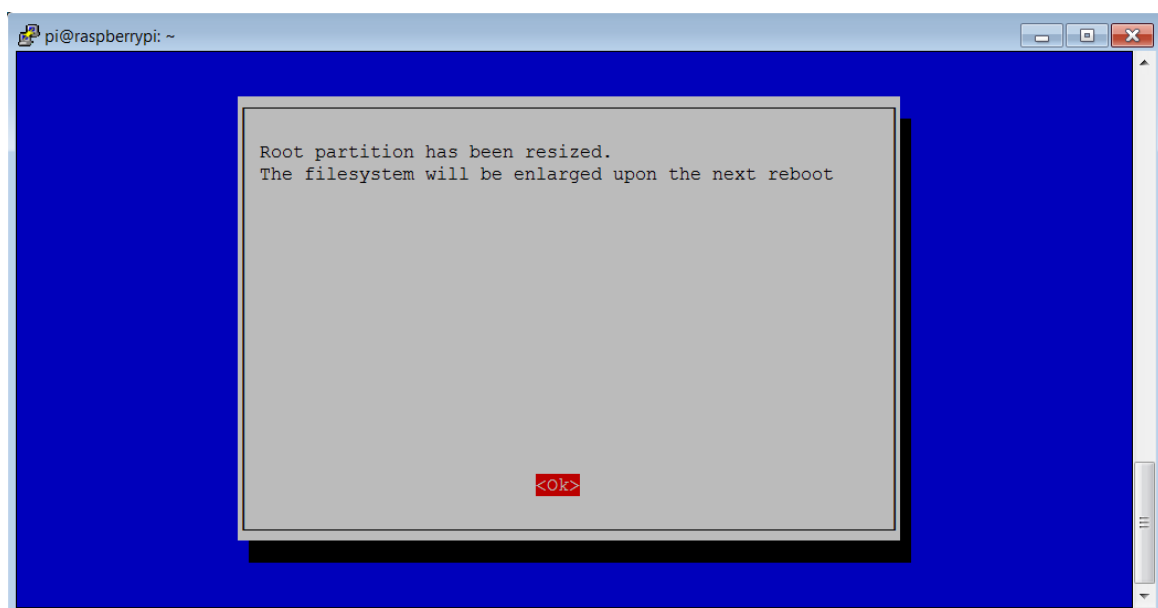 pi@raspberrypi: ~
Root partition has been resized.
The filesystem will be enlarged upon the next reboot
<Ok>